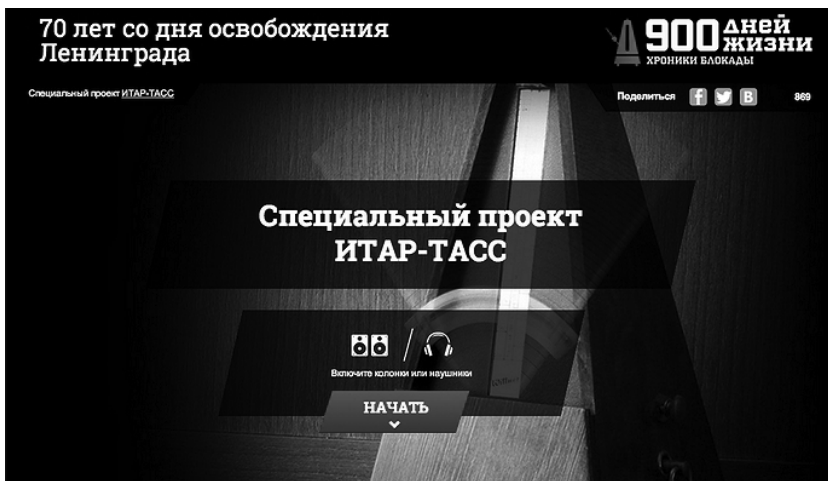 70 лет со дня освобождения
Ленинграда
900 дней
жизни
ХРОНИКИ БЛОКАДЫ
Специальный проект ИТАР-ТАСС
Поделиться f B 869
Специальный проект
ИТАР-ТАСС
Включите колонки или наушники
НАЧАТЬ